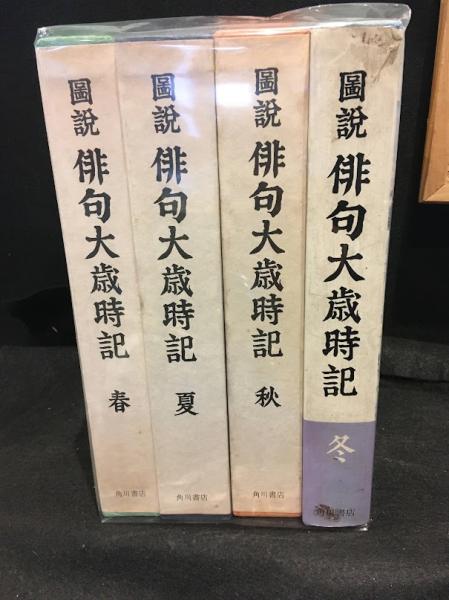 圖說 俳句大歳時記 春
角川書店
圖說 俳句大歳時記 夏
角川書店
圖說 俳句大歳時記 秋
角川書店
圖說 俳句大歳時記 冬
角川書店